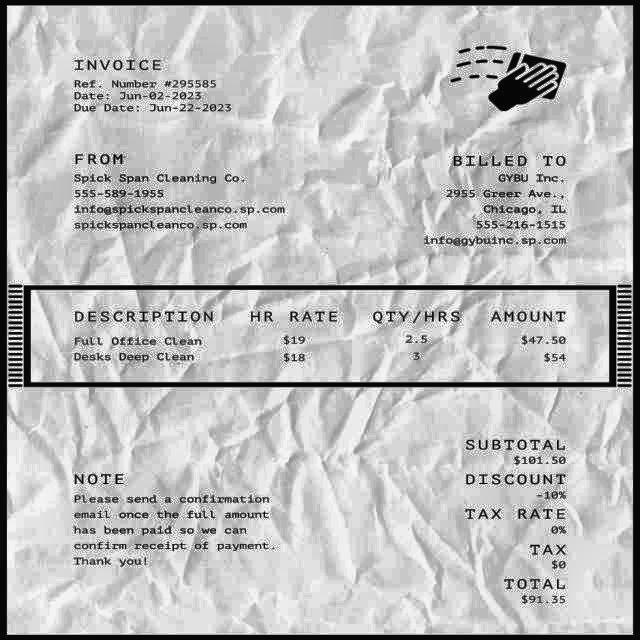 INVOICE
Ref. Number #295585
Date: Jun-02-2023
Due Date: Jun-22-2023
FROM
Spick Span Cleaning Co.
555-589-1955
info@spickspancleanco.sp.com
spickspancleanco.sp.com
BILLED TO
GYBU Inc.
2955 Greer Ave.,
Chicago, IL
555-216-1515
info@gybuinc.sp.com
DESCRIPTION HR RATE QTY/HRS AMOUNT
Full Office Clean $19 2.5 $47.50
Desks Deep Clean $18 3 $54
NOTE
Please send a confirmation
email once the full amount
has been paid so we can
confirm receipt of payment.
Thank you!
SUBTOTAL
$101.50
DISCOUNT
-10%
TAX RATE
0%
TAX
$0
TOTAL
$91.35